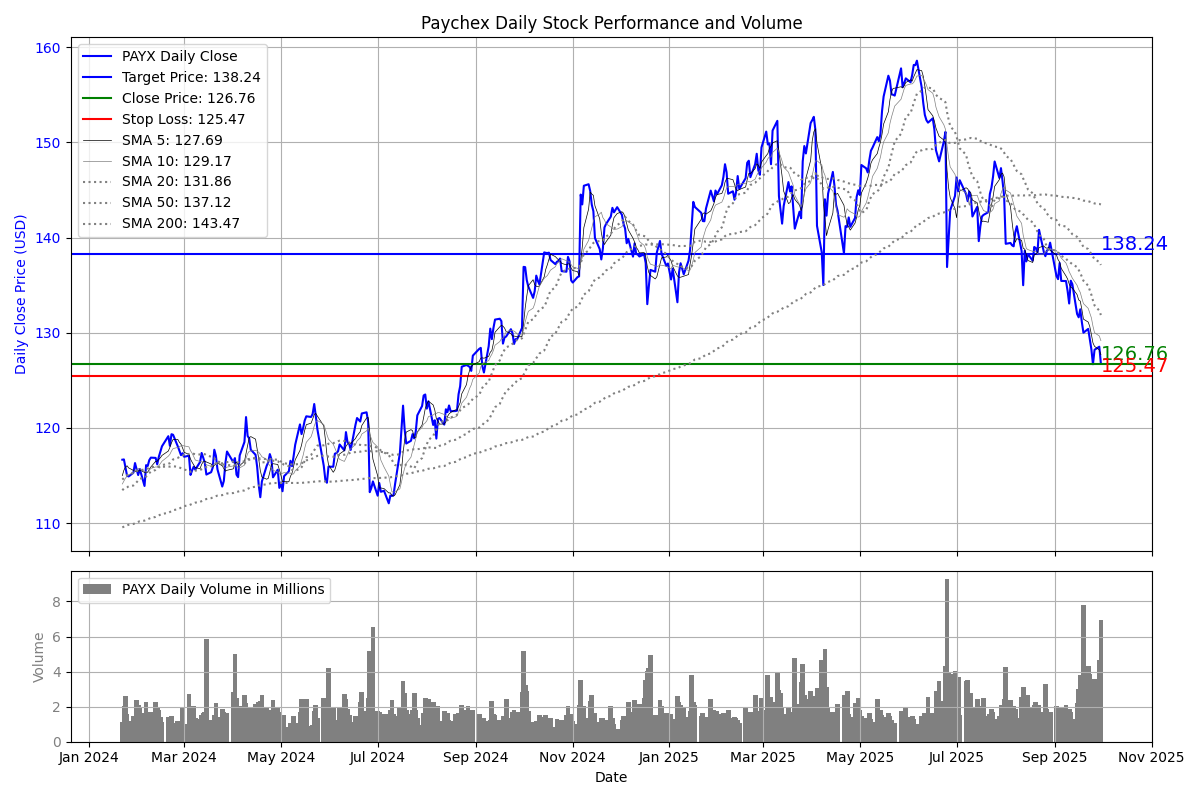 Paychex Daily Stock Performance and Volume
Daily Close Price (USD)
160
150
140
130
120
110
PAYX Daily Close
Target Price: 138.24
Close Price: 126.76
Stop Loss: 125.47
SMA 5: 127.69
SMA 10: 129.17
SMA 20: 131.86
SMA 50: 137.12
SMA 200: 143.47
138.24
126.76
125.47
Volume
8
6
4
2
0
PAYX Daily Volume in Millions
Jan 2024 Mar 2024 May 2024 Jul 2024 Sep 2024 Nov 2024 Jan 2025 Mar 2025 May 2025 Jul 2025 Sep 2025 Nov 2025
Date